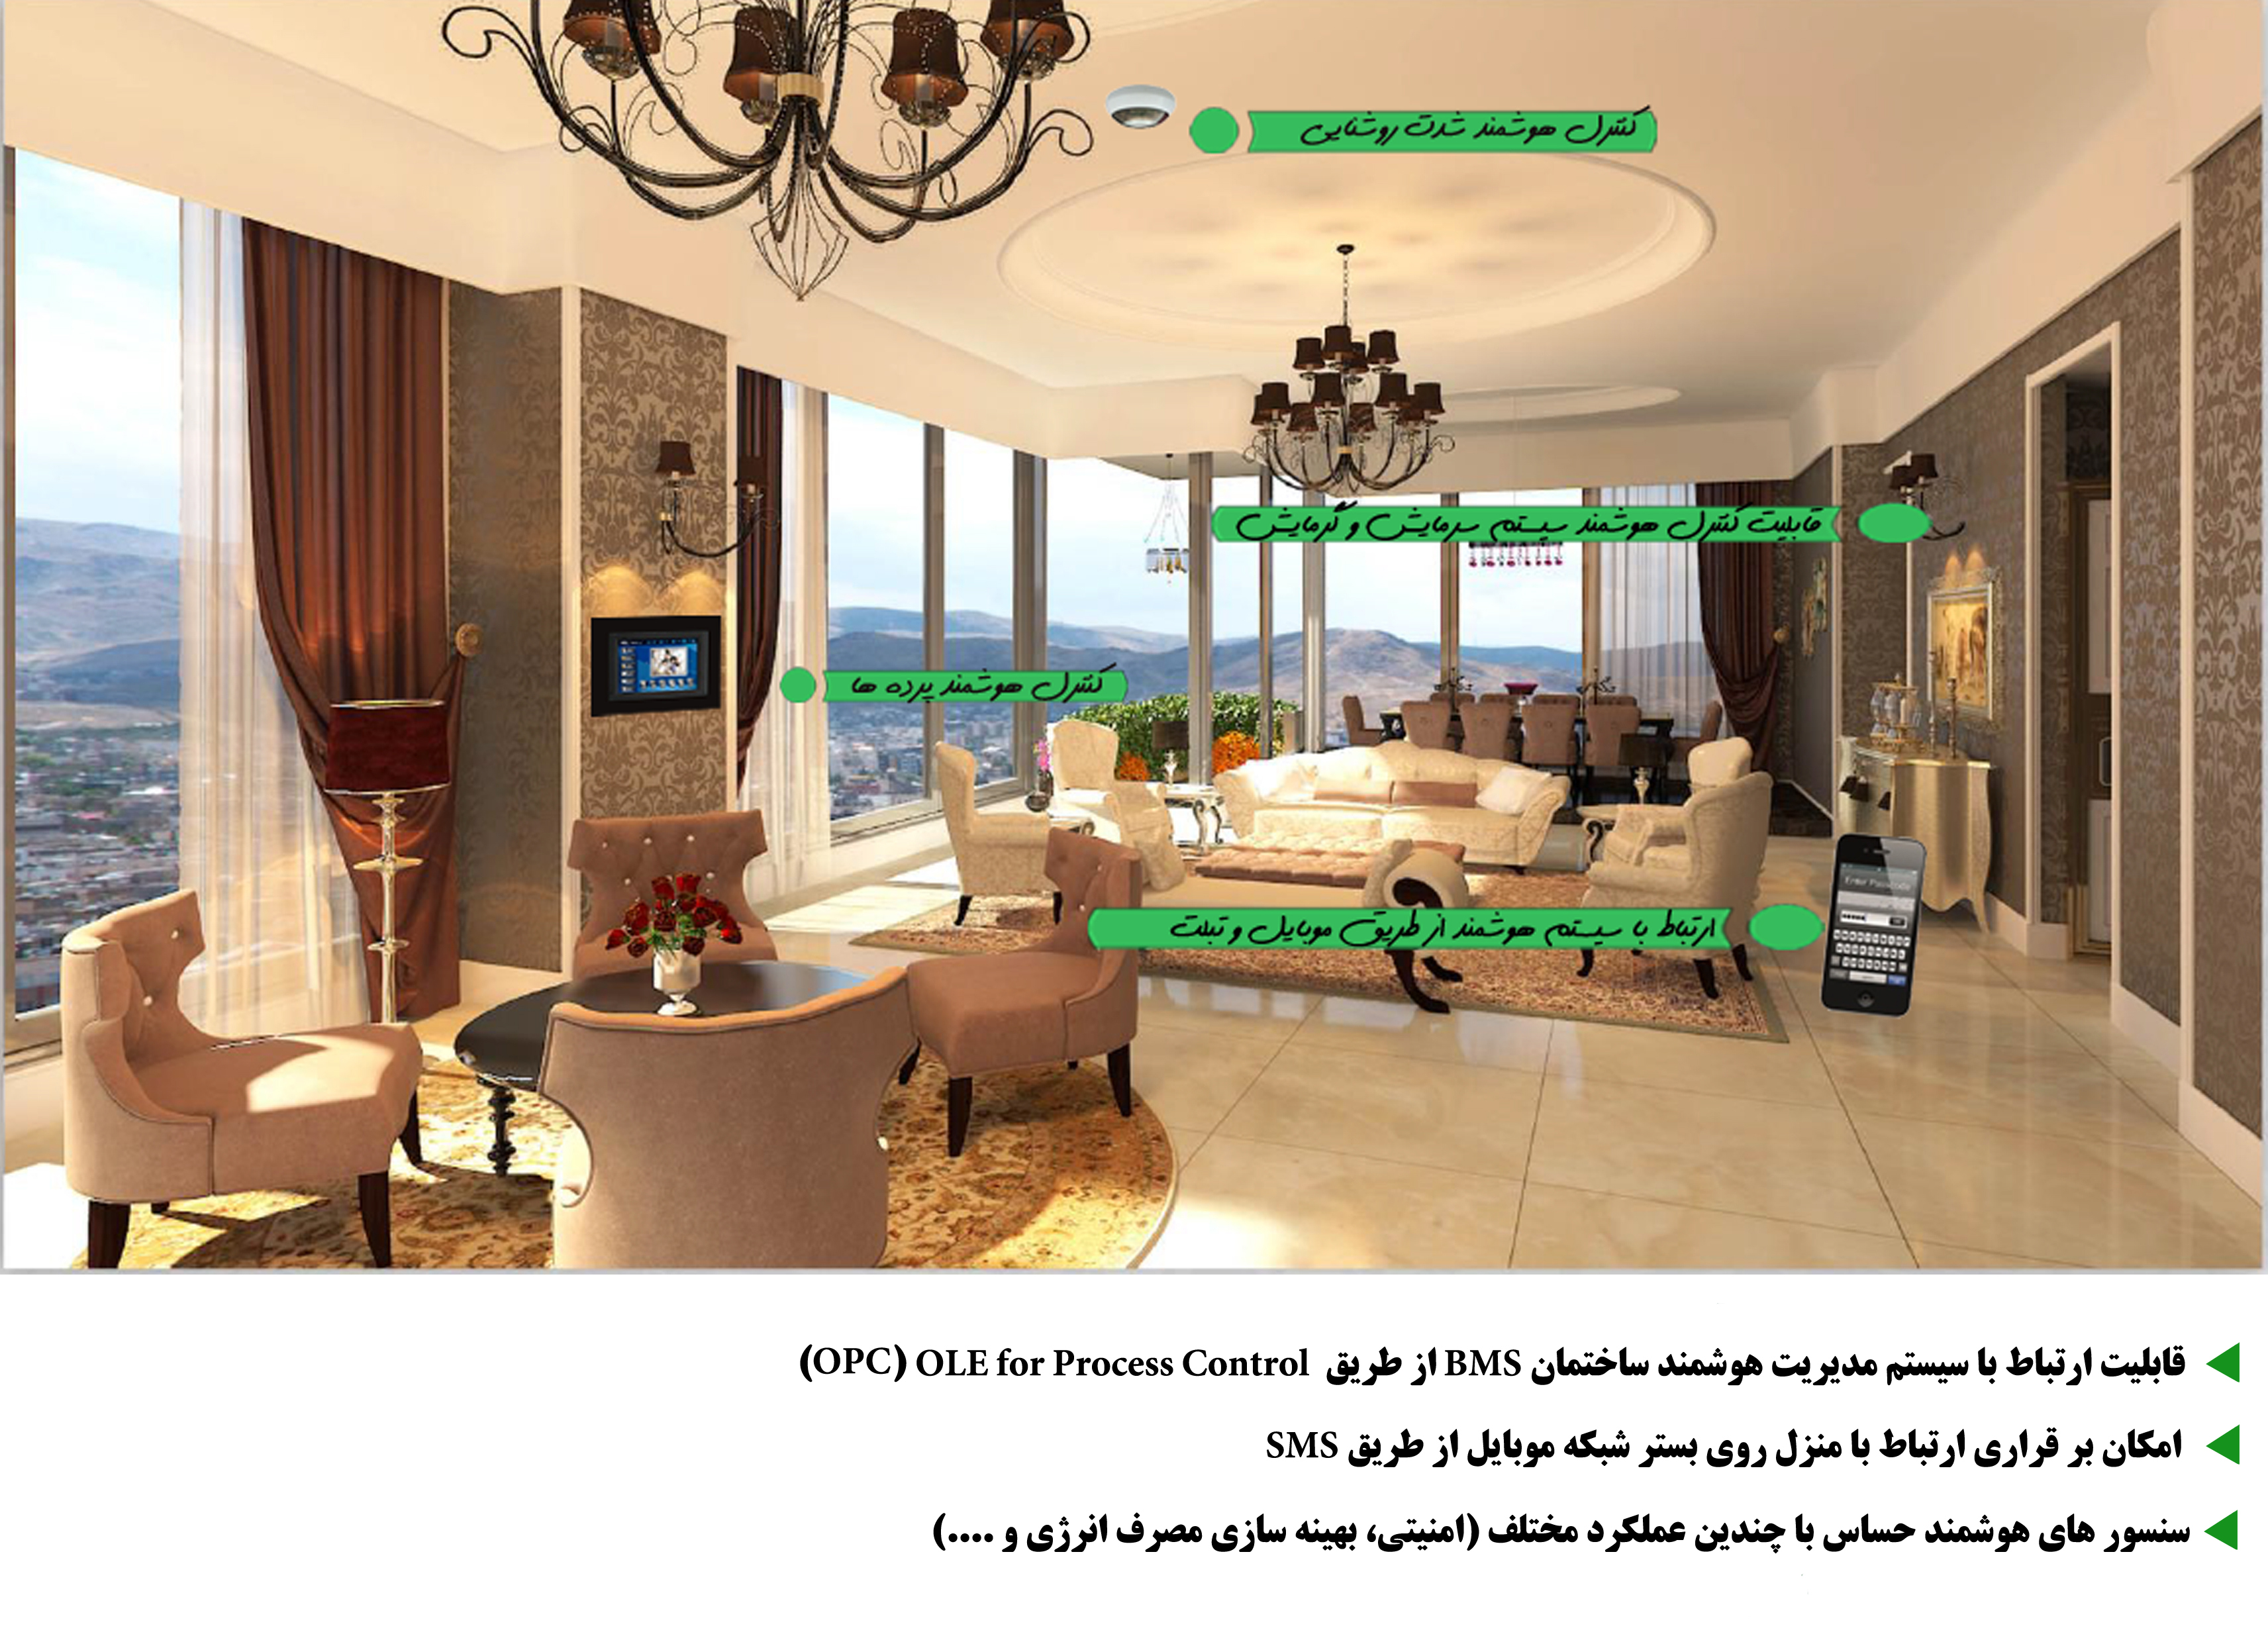 کنترل هوشمند شدت روشنایی
قابلیت کنترل هوشمند سیستم سرمایش و گرمایش
کنترل هوشمند پرده ها
Enter Passcode
ارتباط با سیستم هوشمند از طریق موبایل و تبلت
قابلیت ارتباط با سیستم مدیریت هوشمند ساختمان BMS از طریق OLE for Process Control (OPC)
امکان بر قراری ارتباط با منزل روی بستر شبکه موبایل از طریق SMS
سنسور های هوشمند حساس با چندین عملکرد مختلف (امنیتی، بهینه سازی مصرف انرژی و ....)